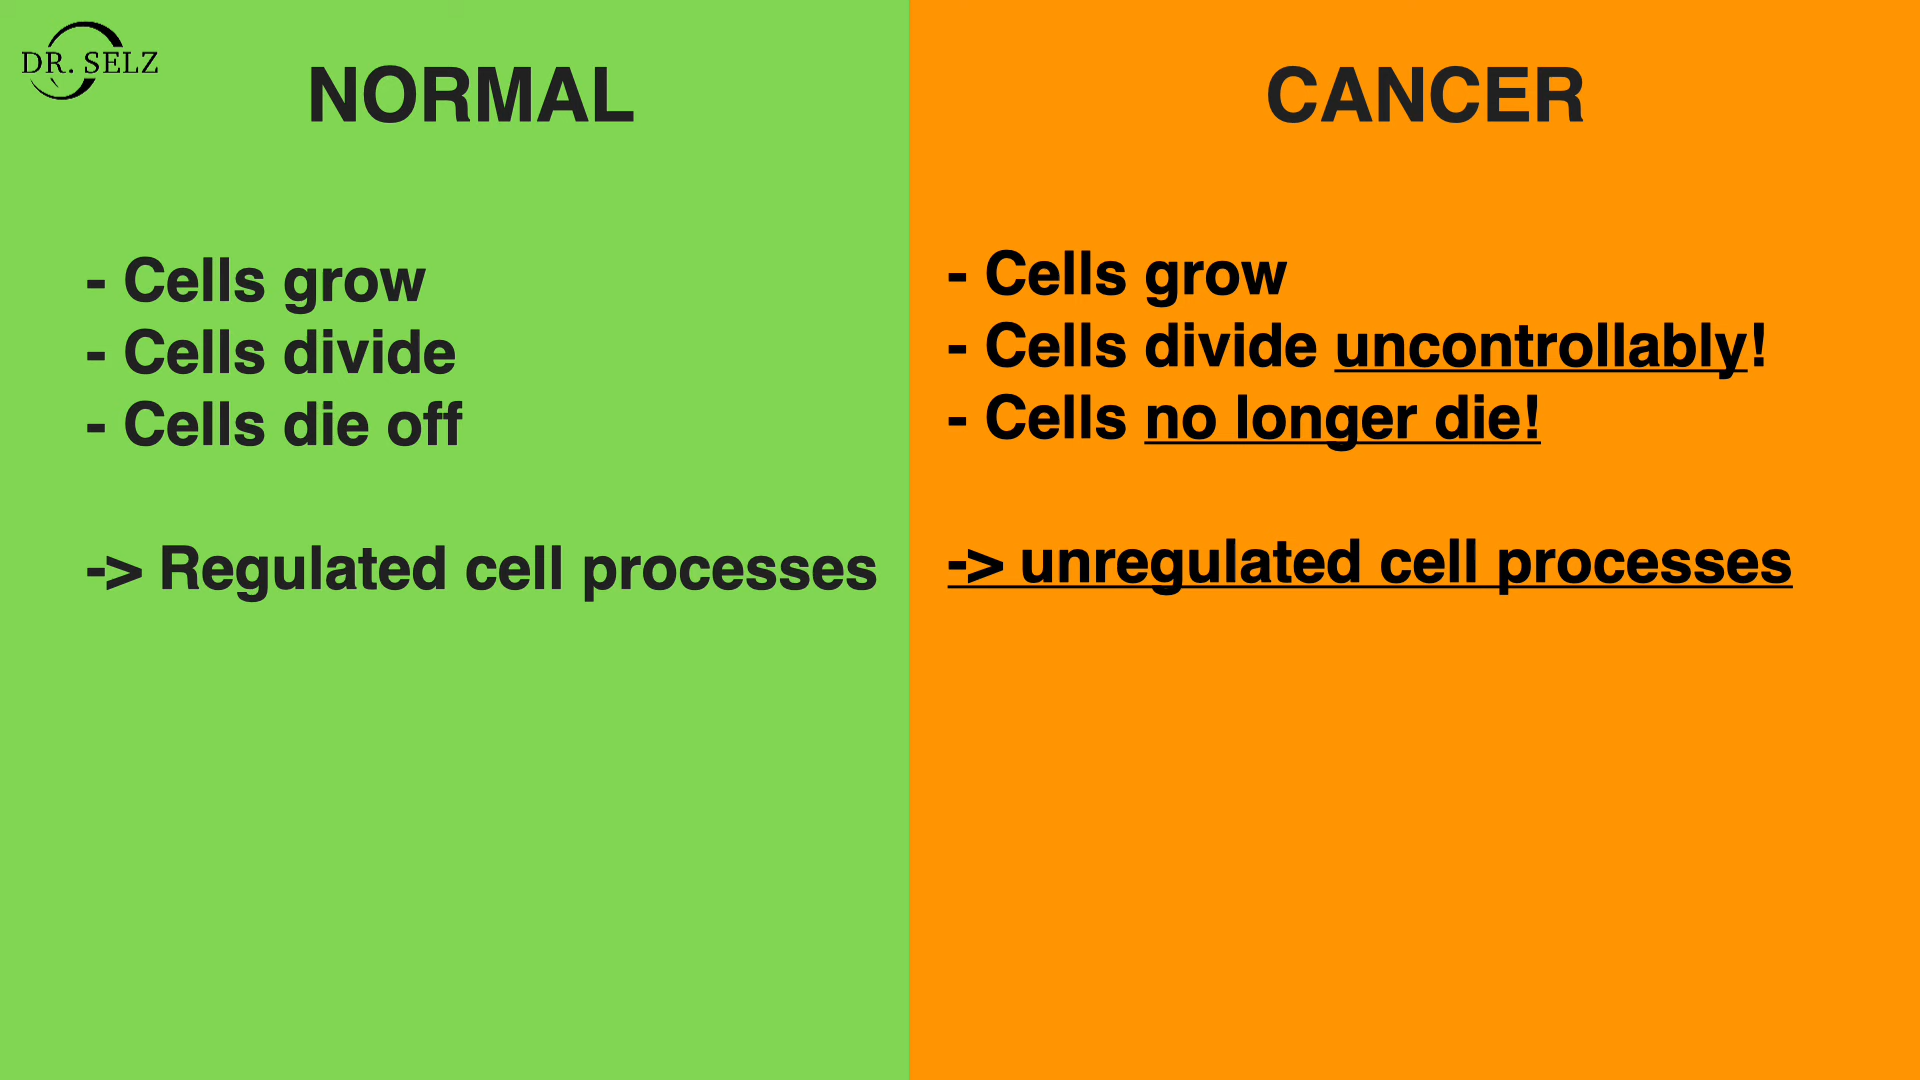 DR. SELZ
NORMAL
- Cells grow
- Cells divide
- Cells die off
-> Regulated cell processes
CANCER
- Cells grow
- Cells divide uncontrollably!
- Cells no longer die!
-> unregulated cell processes